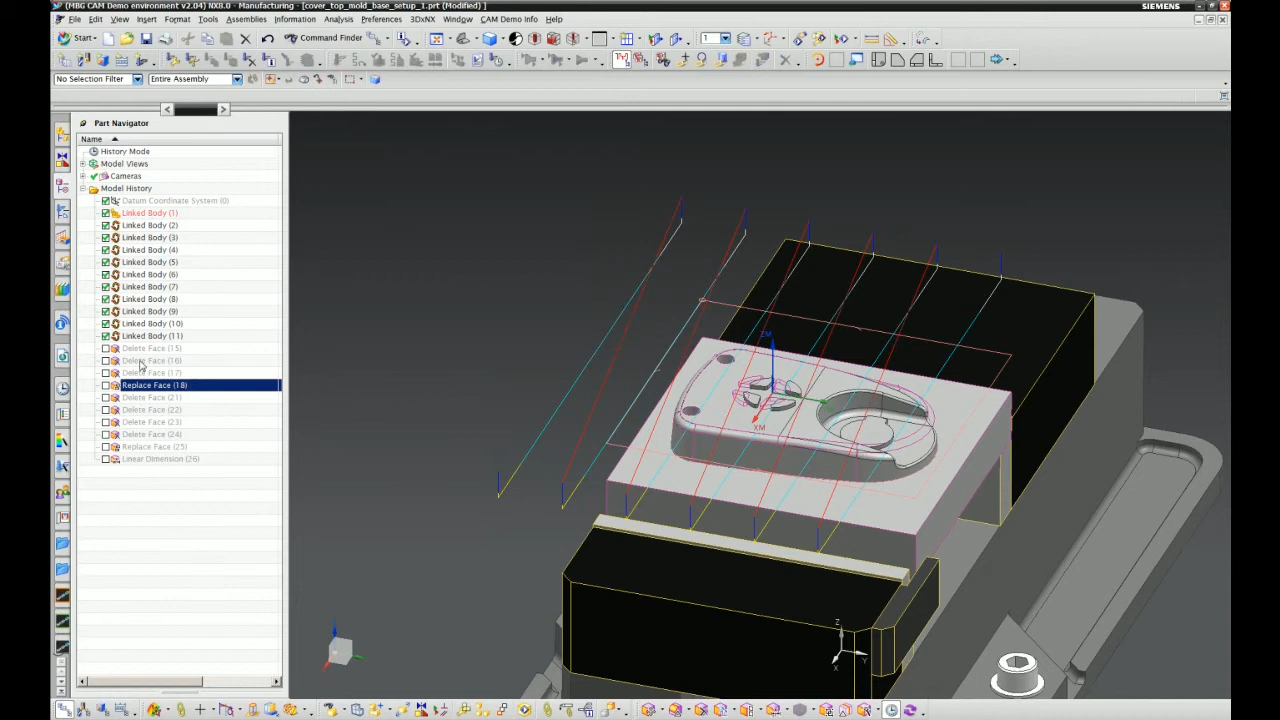 (MBG CAM Demo environment v2.04) NX8.0 - Manufacturing - [cover_top_mold_base_setup_1.prt (Modified) ]
SIEMENS
File Edit View Insert Format Tools Assemblies Information Analysis Preferences 3DxNX Window CAM Demo Info Help
Start Command Finder 1
No Selection Filter Entire Assembly
Part Navigator
Name
History Mode
Model Views
Cameras
Model History
Datum Coordinate System (0)
Linked Body (1)
Linked Body (2)
Linked Body (3)
Linked Body (4)
Linked Body (5)
Linked Body (6)
Linked Body (7)
Linked Body (8)
Linked Body (9)
Linked Body (10)
Linked Body (11)
Delete Face (15)
Delete Face (16)
Delete Face (17)
Replace Face (18)
Delete Face (21)
Delete Face (22)
Delete Face (23)
Delete Face (24)
Replace Face (25)
Linear Dimension (26)
ZM
XM
Z
Y
X